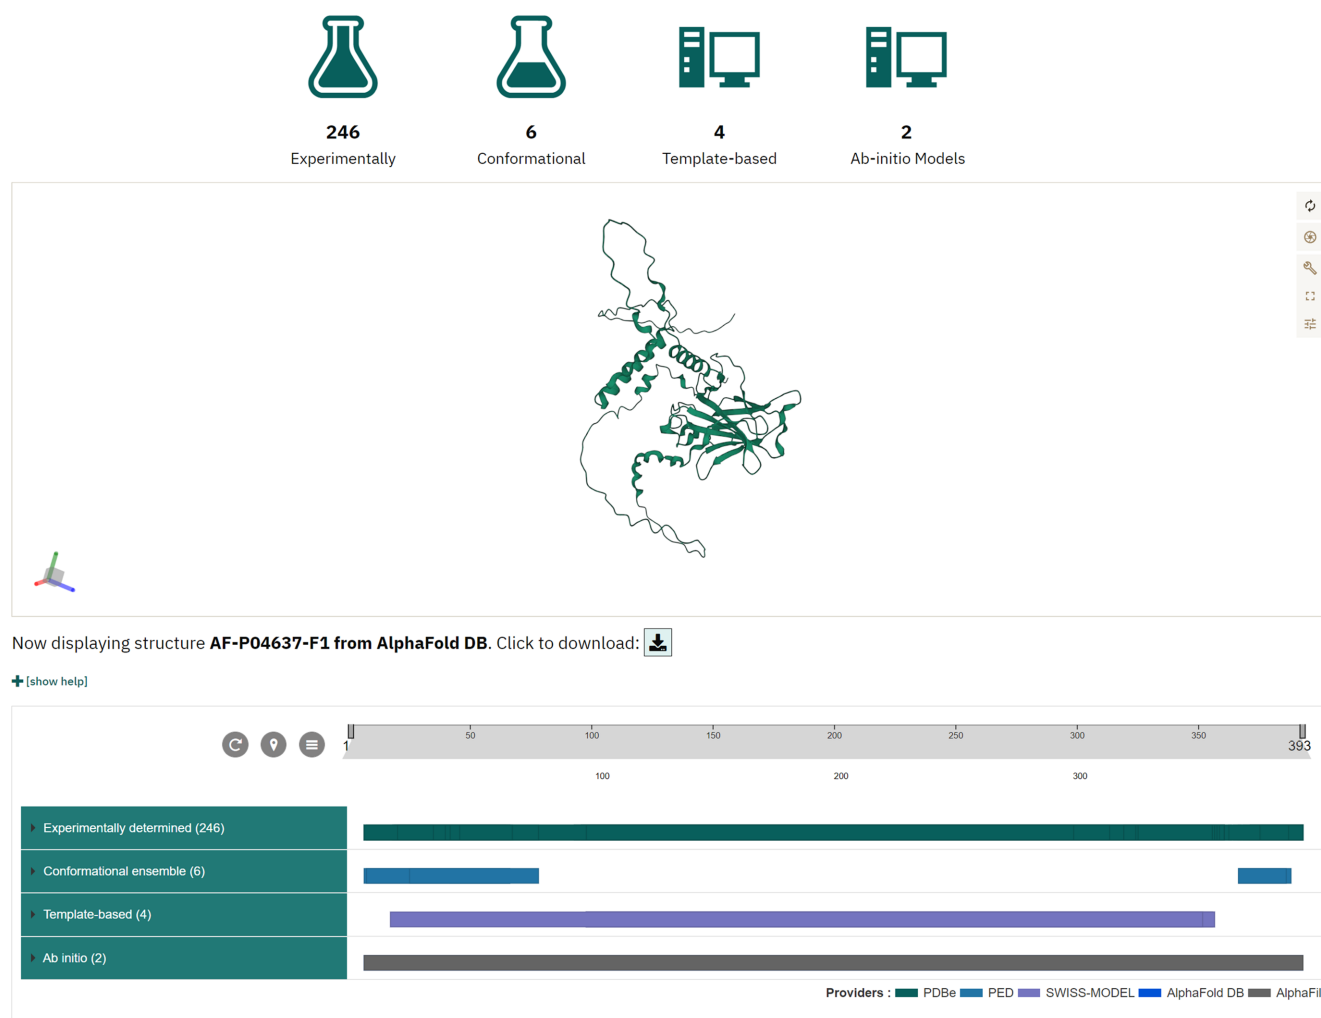 246 6 4 2
Experimentally Conformational Template-based Ab-initio Models
Now displaying structure AF-P04637-F1 from AlphaFold DB. Click to download:
[show help]
50 100 150 200 250 300 350
1 393
100 200 300
Experimentally determined (246)
Conformational ensemble (6)
Template-based (4)
Ab initio (2)
Providers : PDBe PED SWISS-MODEL AlphaFold DB AlphaFil